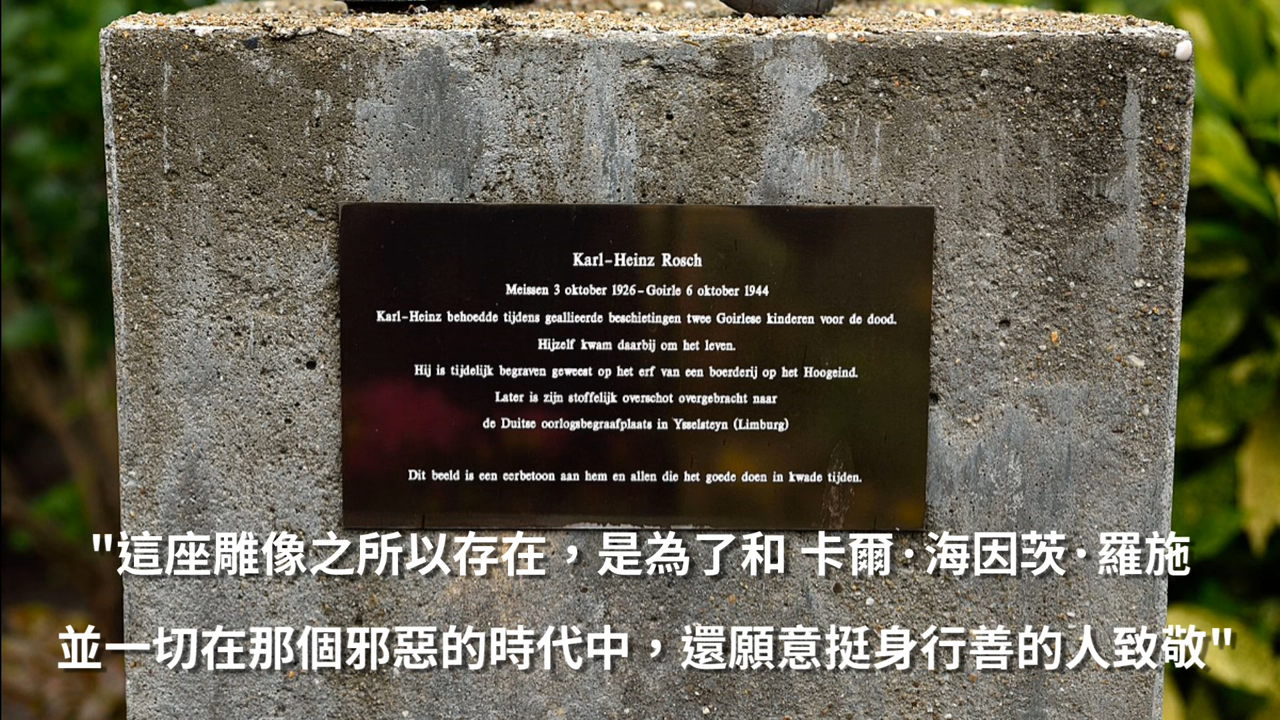 Karl-Heinz Rosch
Meissen 3 oktober 1926 - Goirle 6 oktober 1944
Karl-Heinz behoedde tijdens geallieerde beschietingen twee Goirlese kinderen voor de dood.
Hijzelf kwam daarbij om het leven.
Hij is tijdelijk begraven geweest op het erf van een boerderij op het Hoogeind.
Later is zijn stoffelijk overschot overgebracht naar
de Duitse oorlogsbegraafplaats in Ysselsteyn (Limburg)
Dit beeld is een eerbetoon aan hem en allen die het goede doen in kwade tijden.
"這座雕像之所以存在，是為了和 卡爾·海因茨·羅施
並一切在那個邪惡的時代中，還願意挺身行善的人致敬"